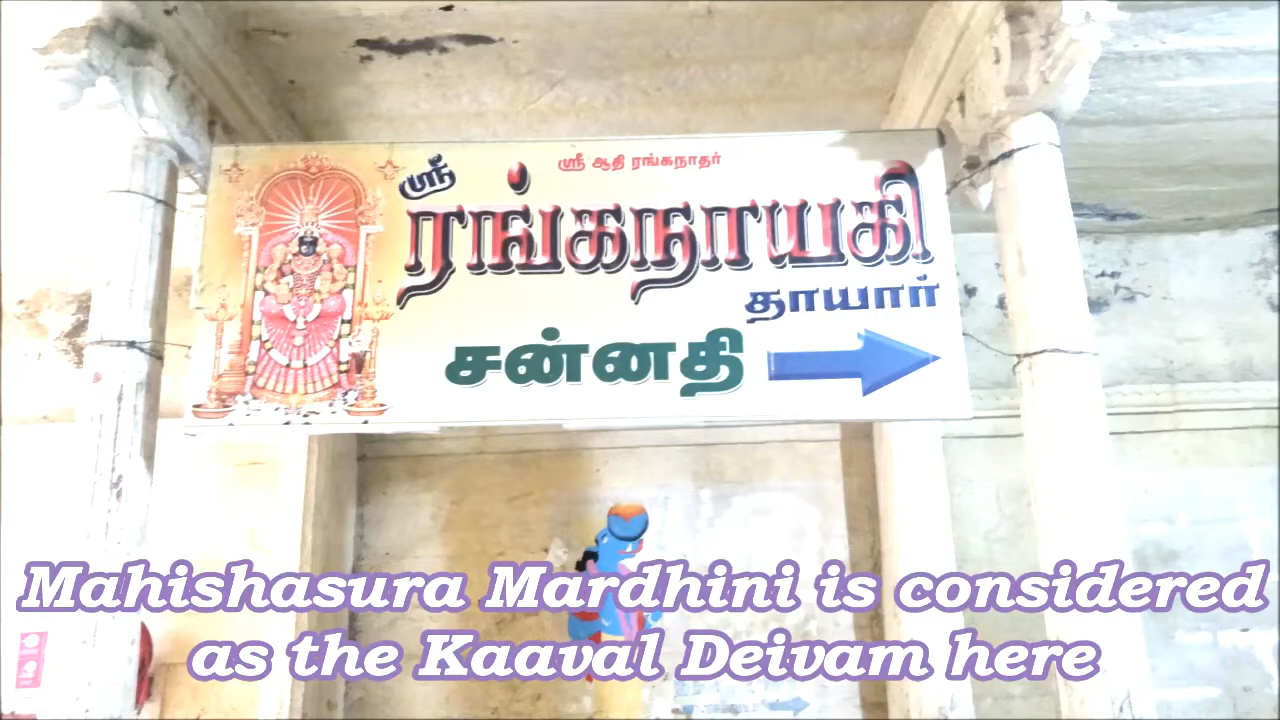 ஸ்ரீ ஆதி ரங்கநாதர்
ஸ்ரீ
ரங்கநாயகி
தாயார்
சன்னதி
Mahishasura Mardhini is considered
as the Kaaval Deivam here